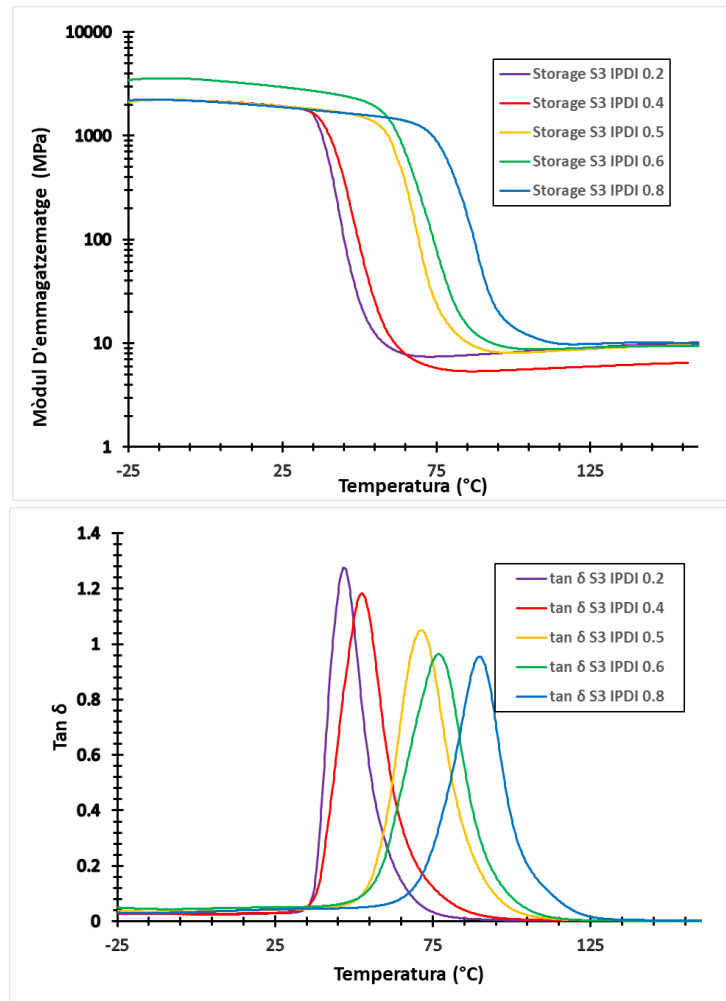 10000
1000
100
10
1
-25
25
75
125
Mòdul D'emmagatzematge (MPa)
Temperatura (°C)
Storage S3 IPDI 0.2
Storage S3 IPDI 0.4
Storage S3 IPDI 0.5
Storage S3 IPDI 0.6
Storage S3 IPDI 0.8
1.4
1.2
1
0.8
0.6
0.4
0.2
0
-25
25
75
125
Tan δ
Temperatura (°C)
tan δ S3 IPDI 0.2
tan δ S3 IPDI 0.4
tan δ S3 IPDI 0.5
tan δ S3 IPDI 0.6
tan δ S3 IPDI 0.8